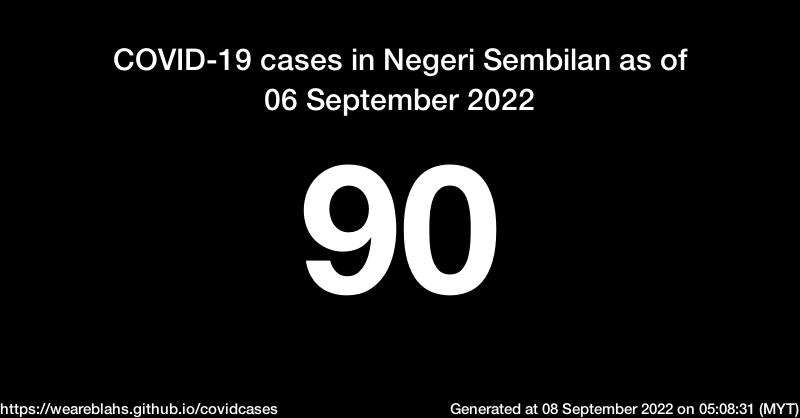 COVID-19 cases in Negeri Sembilan as of
06 September 2022
90
https://weareblahs.github.io/covidcases
Generated at 08 September 2022 on 05:08:31 (MYT)